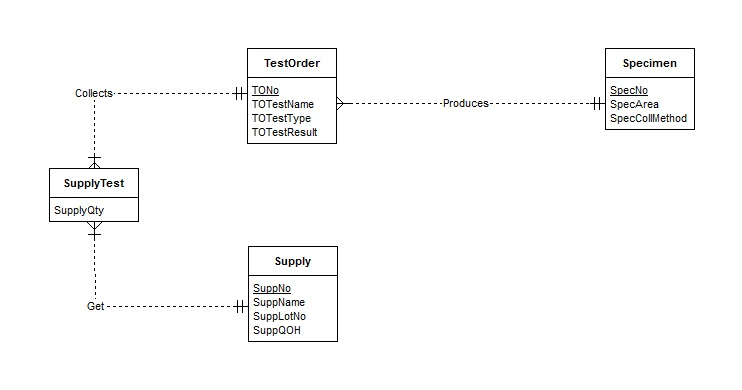 TestOrder
TONo
TOTestName
TOTestType
TOTestResult
Specimen
SpecNo
SpecArea
SpecCollMethod
Collects
Produces
SupplyTest
SupplyQty
Supply
SuppNo
SuppName
SuppLotNo
SuppQOH
Get